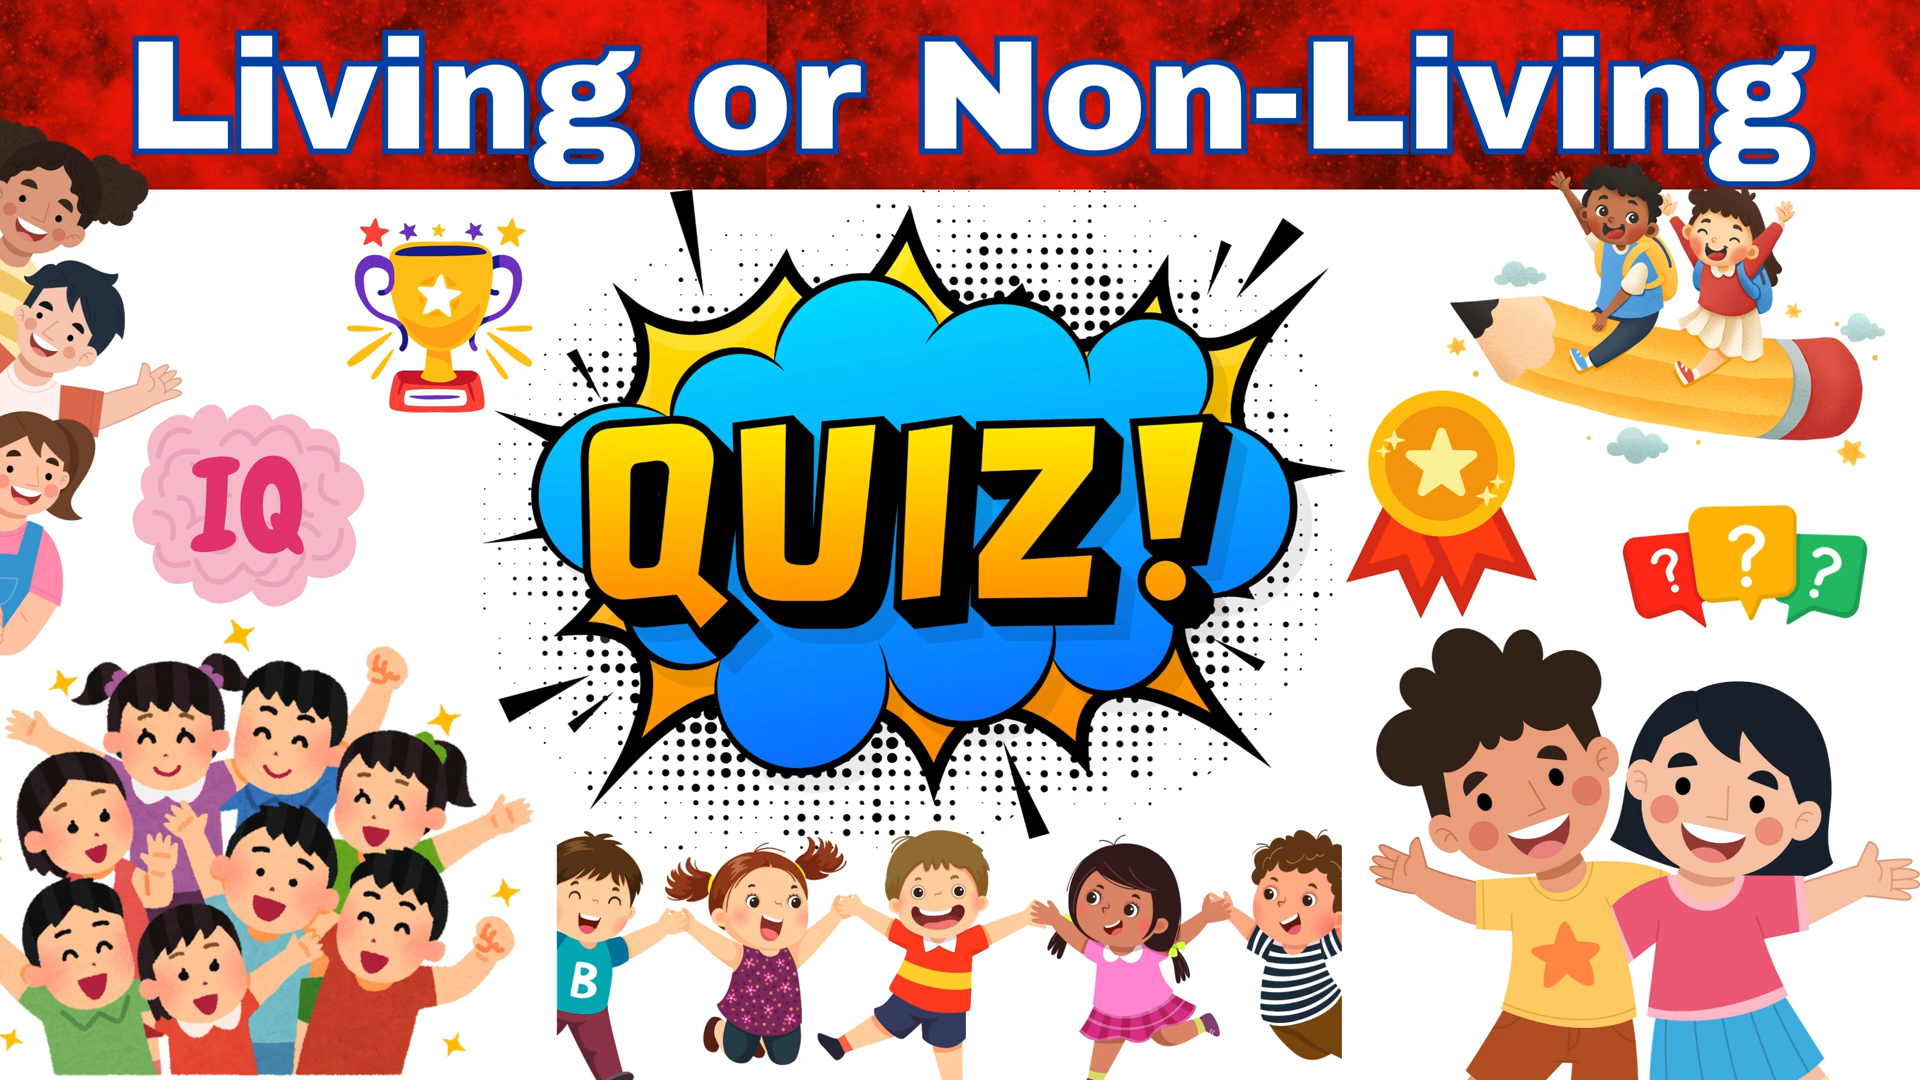 Living or Non-Living
IQ
QUIZ!
? ? ?
B